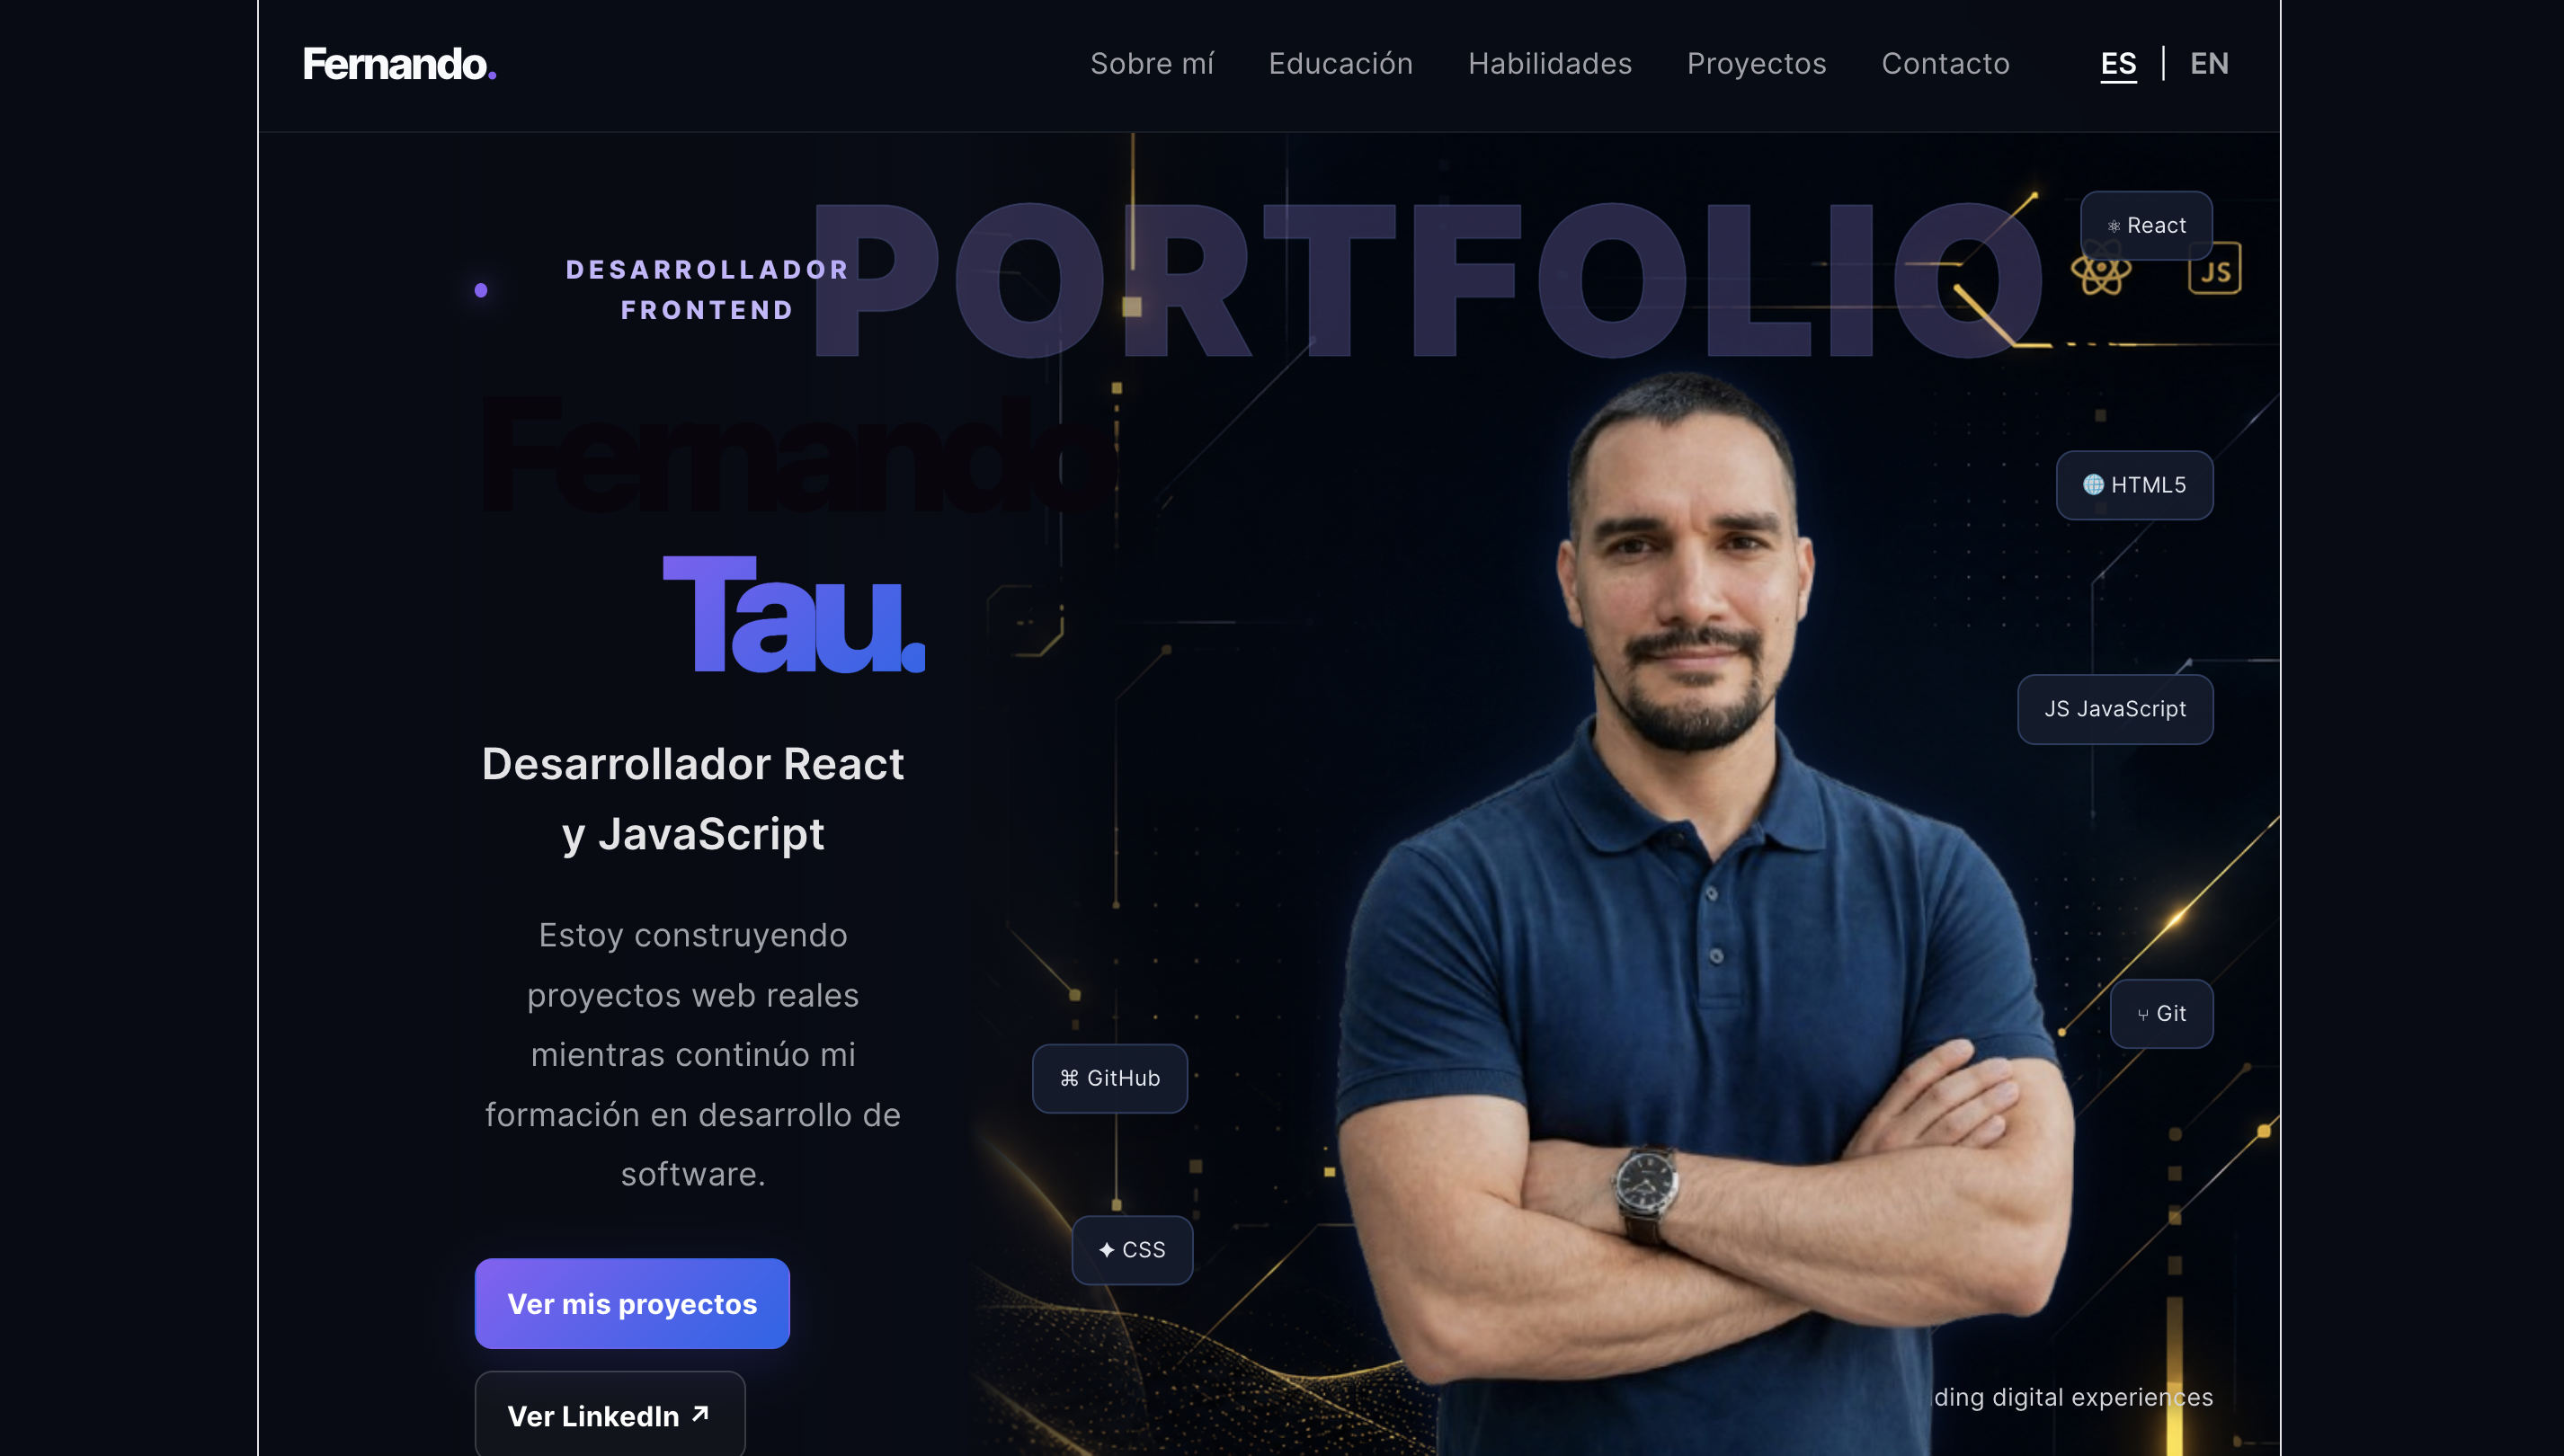 Fernando.
Sobre mí
Educación
Habilidades
Proyectos
Contacto
ES | EN
PORTFOLIO
DESARROLLADOR
FRONTEND
Fernando
Tau.
Desarrollador React
y JavaScript
Estoy construyendo
proyectos web reales
mientras continúo mi
formación en desarrollo de
software.
Ver mis proyectos
Ver LinkedIn ↗
⚛ React
JS
🌐 HTML5
JS JavaScript
⑂ Git
⌘ GitHub
✦ CSS
ding digital experiences